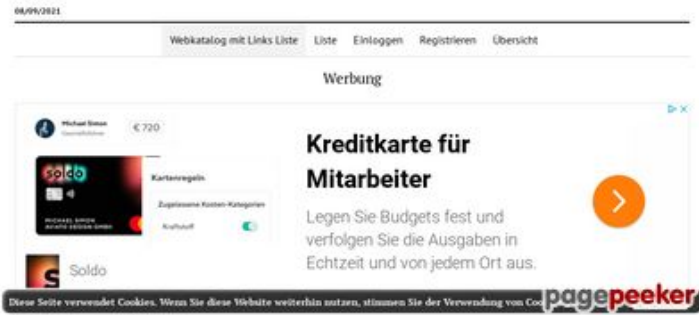 08/09/2021
Webkatalog mit Links Liste Liste Einloggen Registrieren Übersicht
Werbung
Michael Simon
Geschäftsführer
€ 720
Kreditkarte für
Mitarbeiter
soldo
Kartenregeln
Zugelassene Kosten-Kategorien
Kraftstoff
MICHAEL SIMON
Legen Sie Budgets fest und
verfolgen Sie die Ausgaben in
Echtzeit und von jedem Ort aus.
S
Soldo
Diese Seite verwendet Cookies. Wenn Sie diese Website weiterhin nutzen, stimmen Sie der Verwendung von Coo
pagepeeker